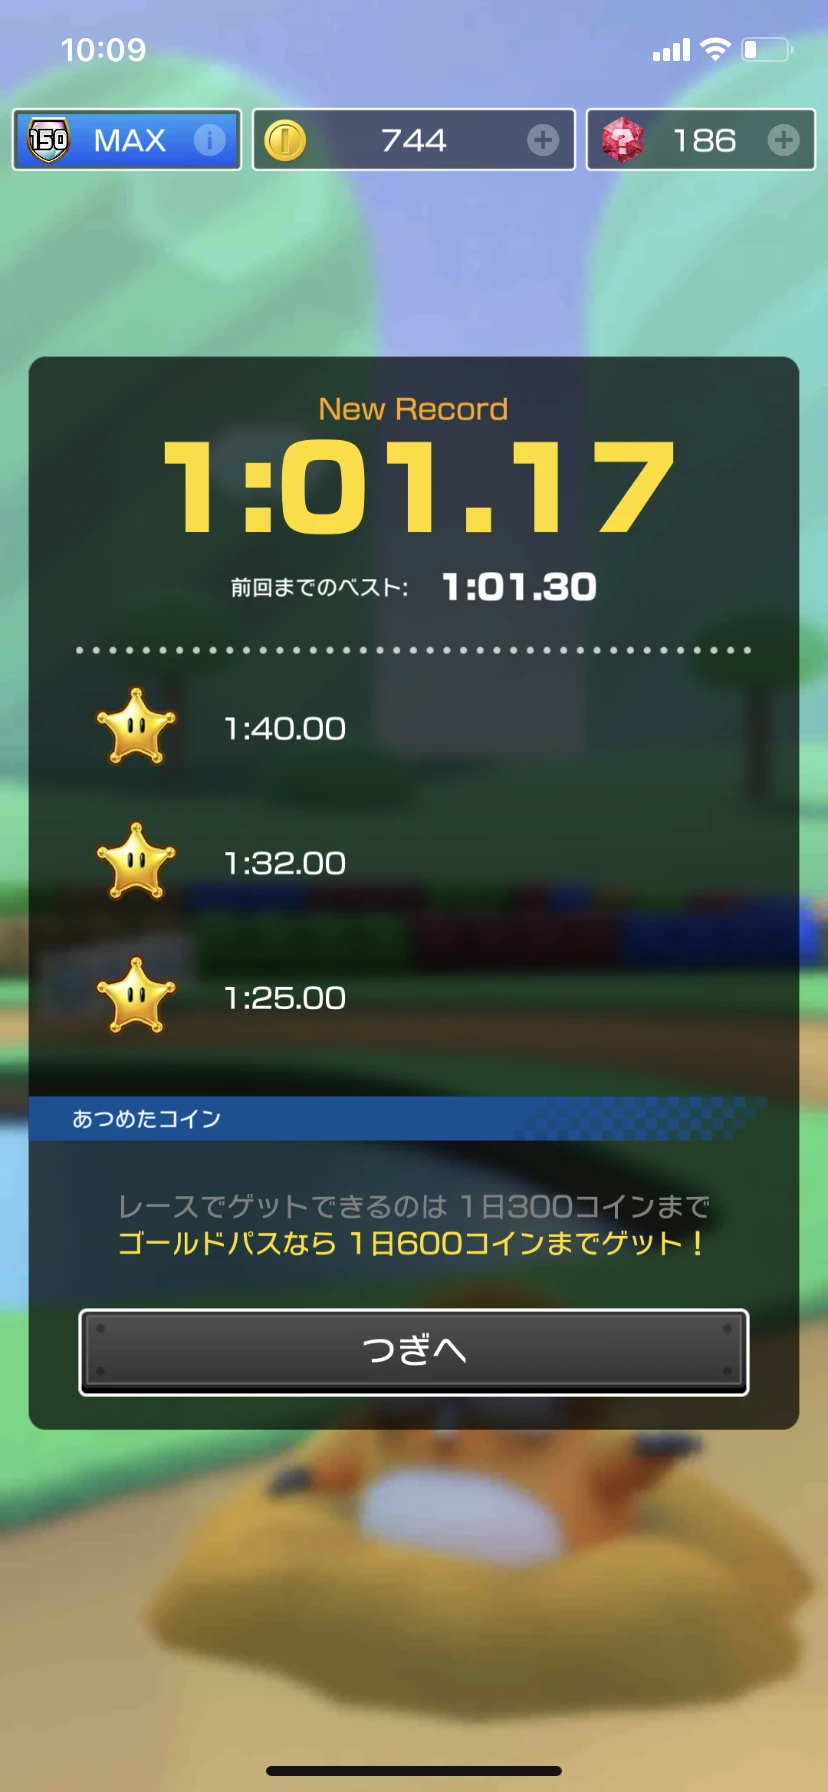 10:09
150 MAX i
744 +
? 186 +
New Record
1:01.17
前回までのベスト: 1:01.30
1:40.00
1:32.00
1:25.00
あつめたコイン
レースでゲットできるのは 1日300コインまで
ゴールドパスなら 1日600コインまでゲット！
つぎへ